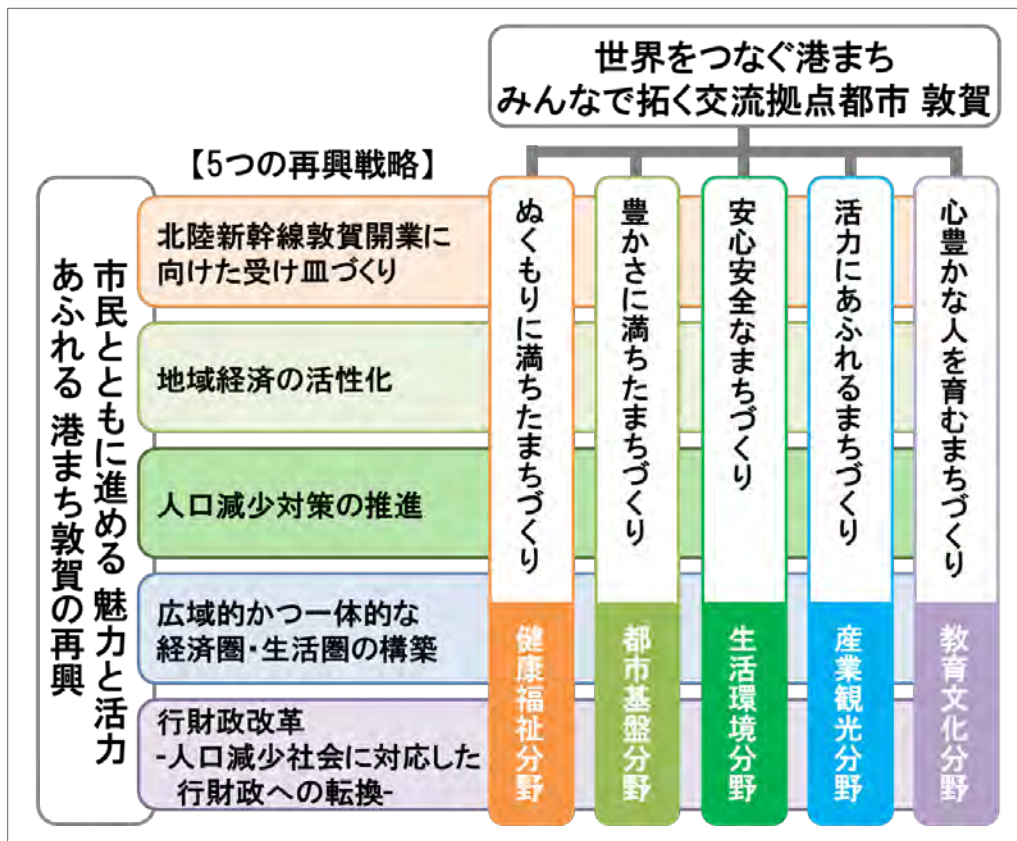 世界をつなぐ港まち
みんなで拓く交流拠点都市 敦賀
【5つの再興戦略】
市民とともに進める 魅力と活力
あふれる 港まち敦賀の再興
北陸新幹線敦賀開業に
向けた受け皿づくり
地域経済の活性化
人口減少対策の推進
広域的かつ一体的な
経済圏・生活圏の構築
行財政改革
-人口減少社会に対応した
行財政への転換-
ぬくもりに満ちたまちづくり
健康福祉分野
豊かさに満ちたまちづくり
都市基盤分野
安心安全なまちづくり
生活環境分野
活力にあふれるまちづくり
産業観光分野
心豊かな人を育むまちづくり
教育文化分野